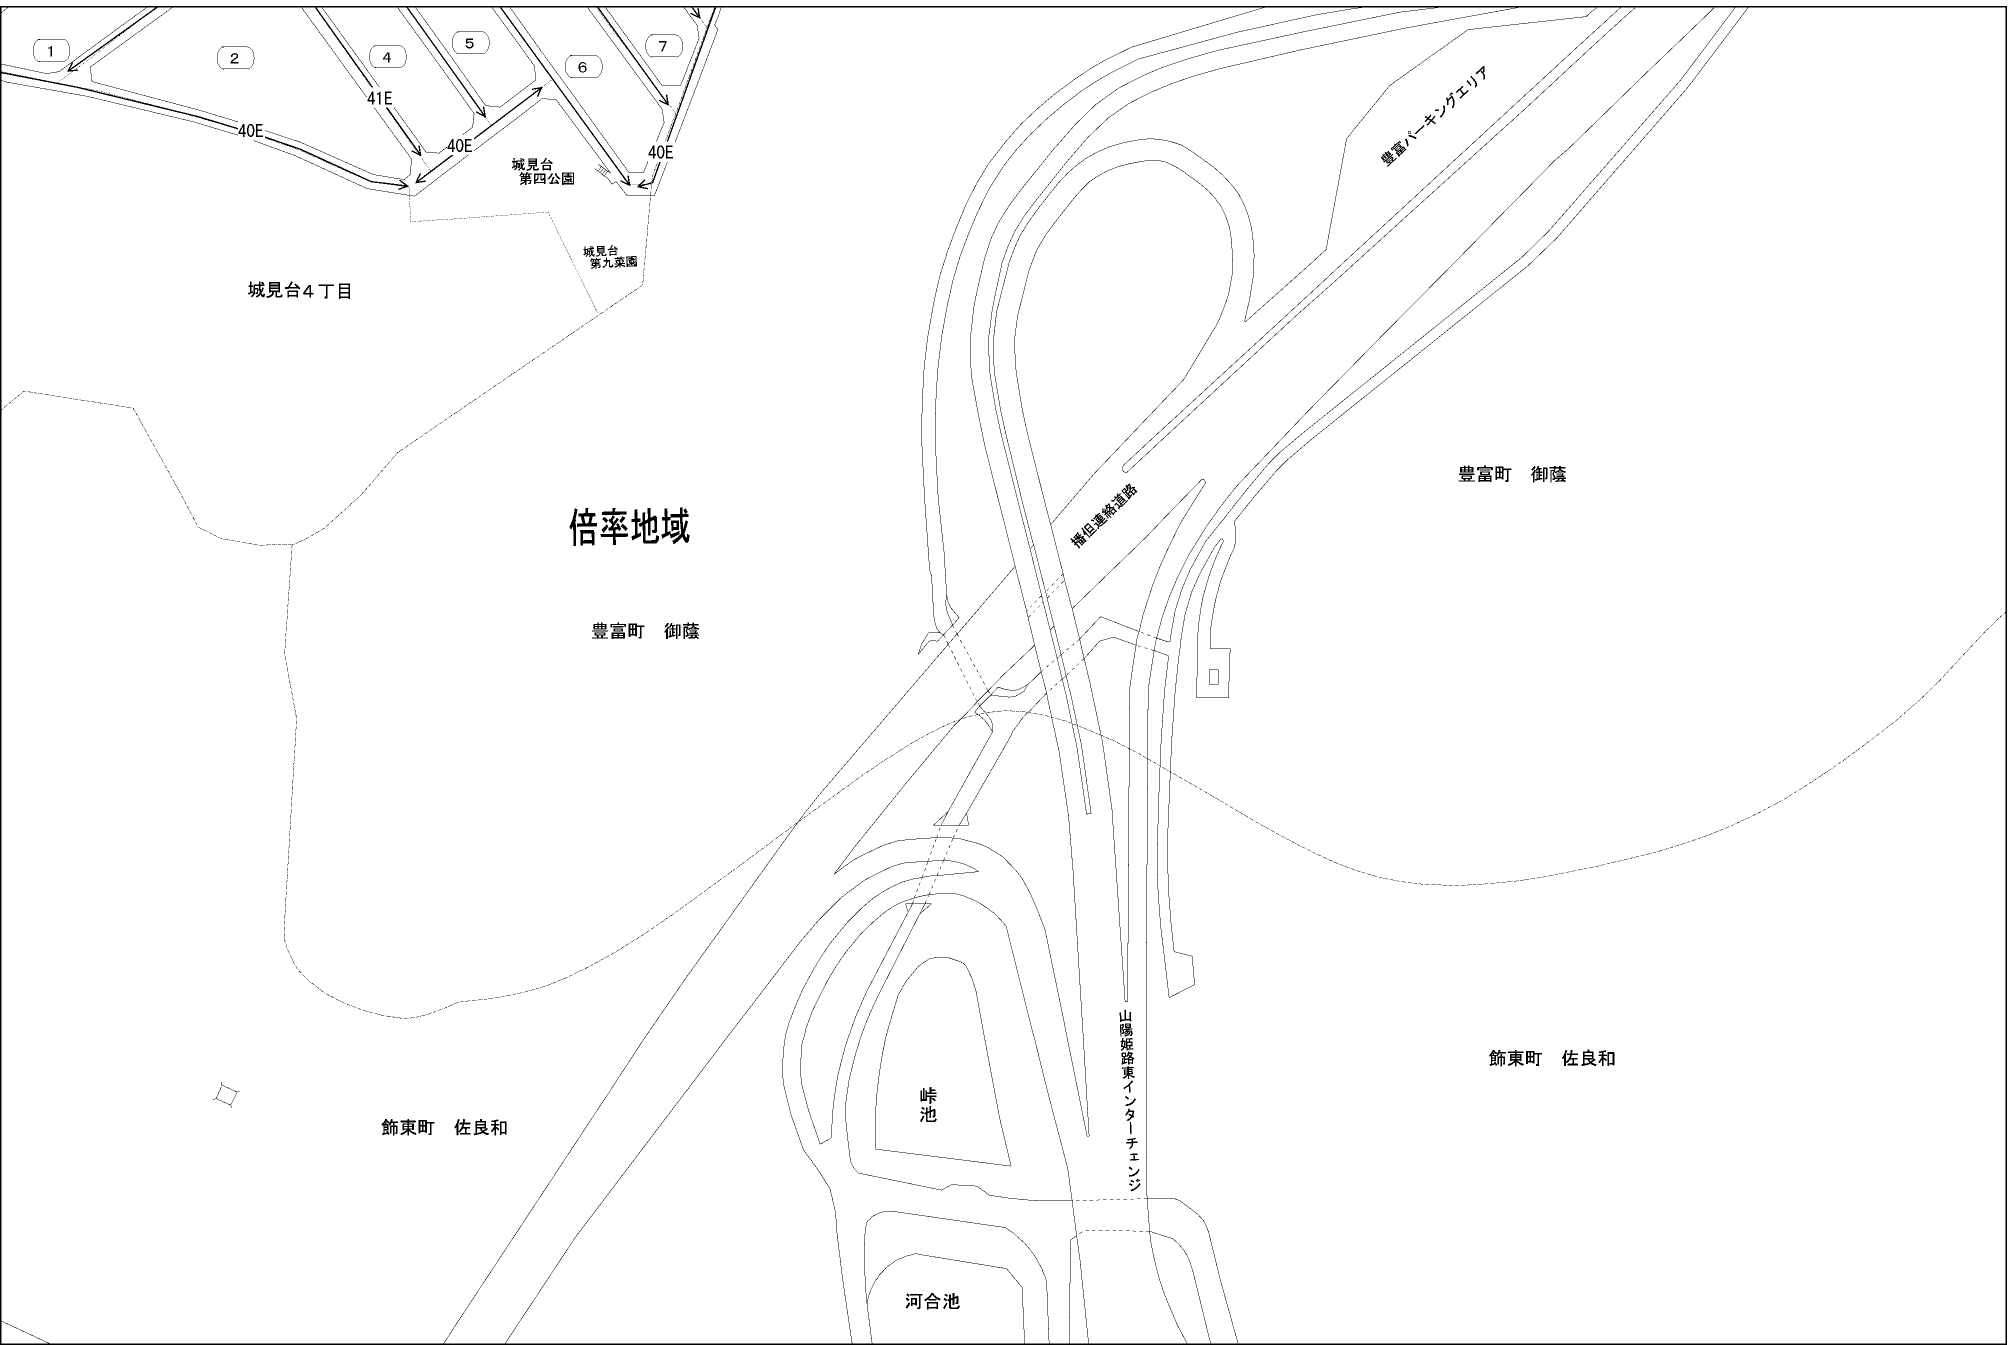 1
2
4
5
6
7
41E
40E
40E
40E
城見台
第四公園
城見台
第九菜園
城見台4丁目
豊富パーキングエリア
倍率地域
播但連絡道路
豊富町　御蔭
豊富町　御蔭
山陽姫路東インターチェンジ
飾東町　佐良和
飾東町　佐良和
峠池
河合池